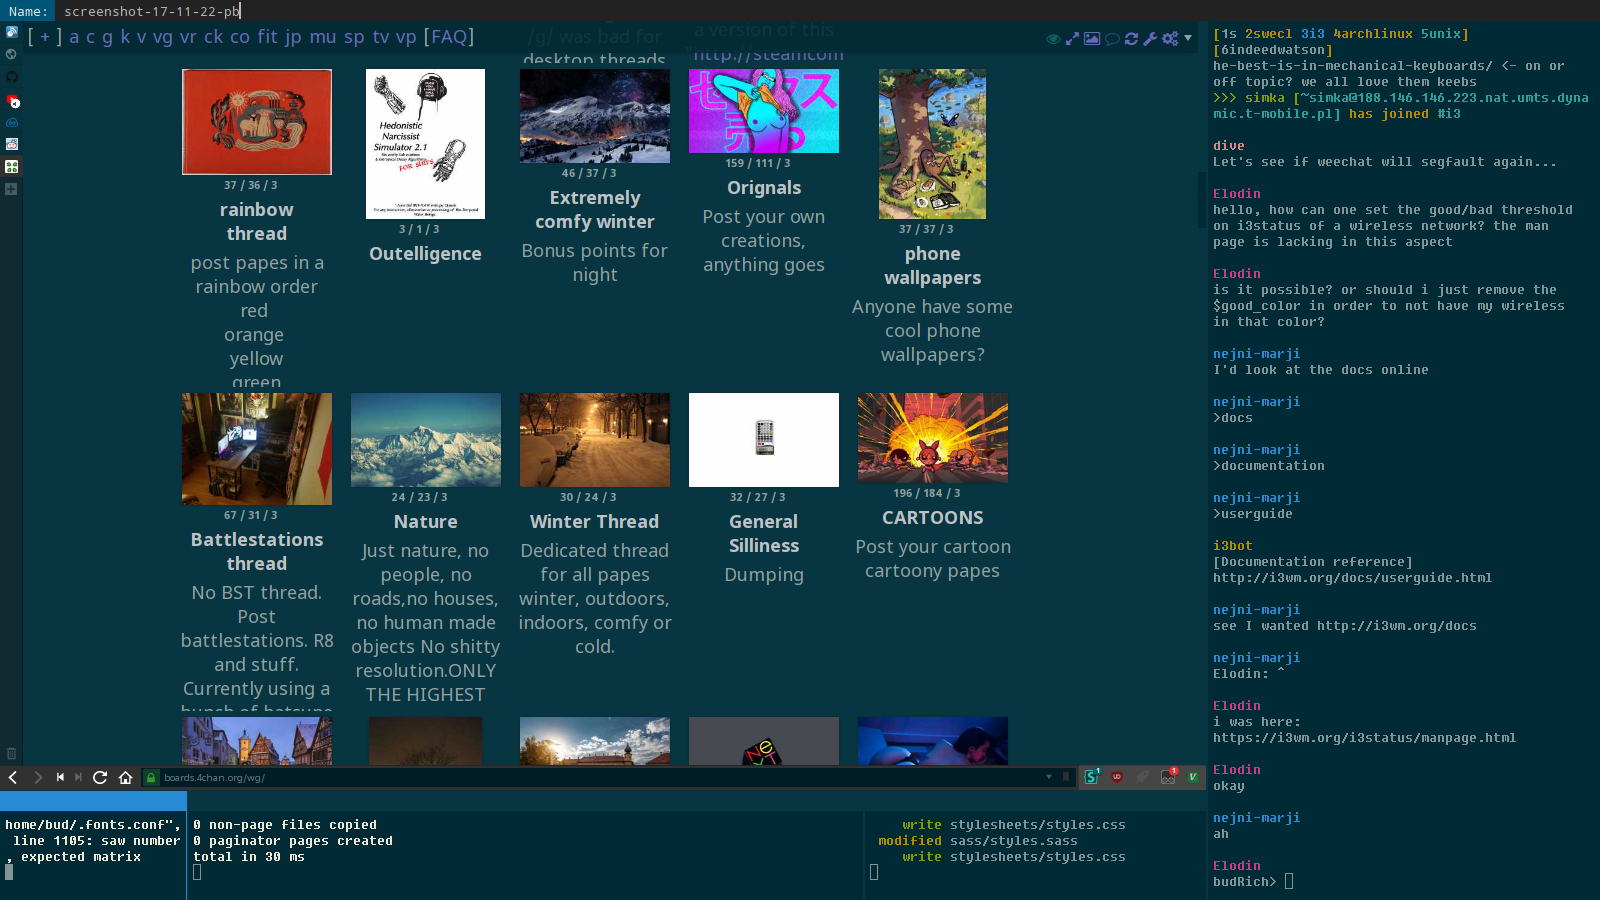 Name: screenshot-17-11-22-pb
[ + ] a c g k v vg vr ck co fit jp mu sp tv vp [FAQ]
/g/ was bad for
desktop threads
a version of this
"http://steamcom
37 / 36 / 3
rainbow
thread
post papes in a
rainbow order
red
orange
yellow
green
Hedonistic
Narcissist
Simulator 2.1
FOR SHITS
3 / 1 / 3
Outelligence
46 / 37 / 3
Extremely
comfy winter
Bonus points for
night
159 / 111 / 3
Orignals
Post your own
creations,
anything goes
37 / 37 / 3
phone
wallpapers
Anyone have some
cool phone
wallpapers?
67 / 31 / 3
Battlestations
thread
No BST thread.
Post
battlestations. R8
and stuff.
Currently using a
bunch of batsune
24 / 23 / 3
Nature
Just nature, no
people, no
roads,no houses,
no human made
objects No shitty
resolution.ONLY
THE HIGHEST
30 / 24 / 3
Winter Thread
Dedicated thread
for all papes
winter, outdoors,
indoors, comfy or
cold.
32 / 27 / 3
General
Silliness
Dumping
196 / 184 / 3
CARTOONS
Post your cartoon
cartoony papes
boards.4chan.org/wg/
home/bud/.fonts.conf",
line 1105: saw number
, expected matrix
0 non-page files copied
0 paginator pages created
total in 30 ms
write stylesheets/styles.css
modified sass/styles.sass
write stylesheets/styles.css
[1s 2swecl 3i3 4archlinux 5unix]
[6indeedwatson]
he-best-is-in-mechanical-keyboards/ <- on or
off topic? we all love them keebs
>>> simka [~simka@188.146.146.223.nat.umts.dyna
mic.t-mobile.pl] has joined #i3
dive
Let's see if weechat will segfault again...
Elodin
hello, how can one set the good/bad threshold
on i3status of a wireless network? the man
page is lacking in this aspect
Elodin
is it possible? or should i just remove the
$good_color in order to not have my wireless
in that color?
nejni-marji
I'd look at the docs online
nejni-marji
>docs
nejni-marji
>documentation
nejni-marji
>userguide
i3bot
[Documentation reference]
http://i3wm.org/docs/userguide.html
nejni-marji
see I wanted http://i3wm.org/docs
nejni-marji
Elodin: ^
Elodin
i was here:
https://i3wm.org/i3status/manpage.html
Elodin
okay
nejni-marji
ah
Elodin
budRich>